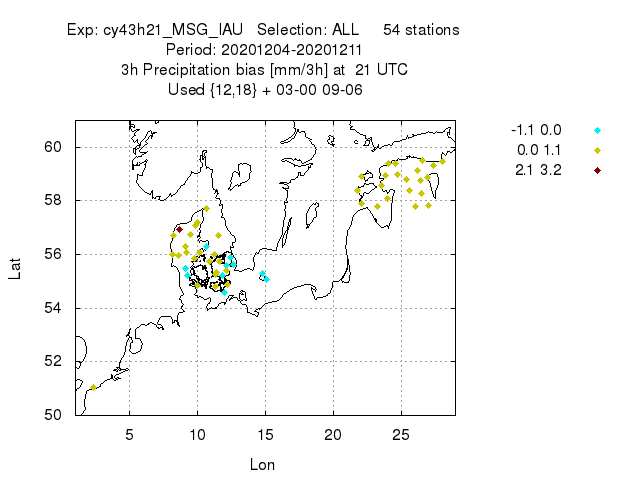 Exp: cy43h21_MSG_IAU Selection: ALL 54 stations
Period: 20201204-20201211
3h Precipitation bias [mm/3h] at 21 UTC
Used {12,18} + 03-00 09-06
-1.1 0.0
0.0 1.1
2.1 3.2
60
58
56
54
52
50
Lat
5 10 15 20 25
Lon